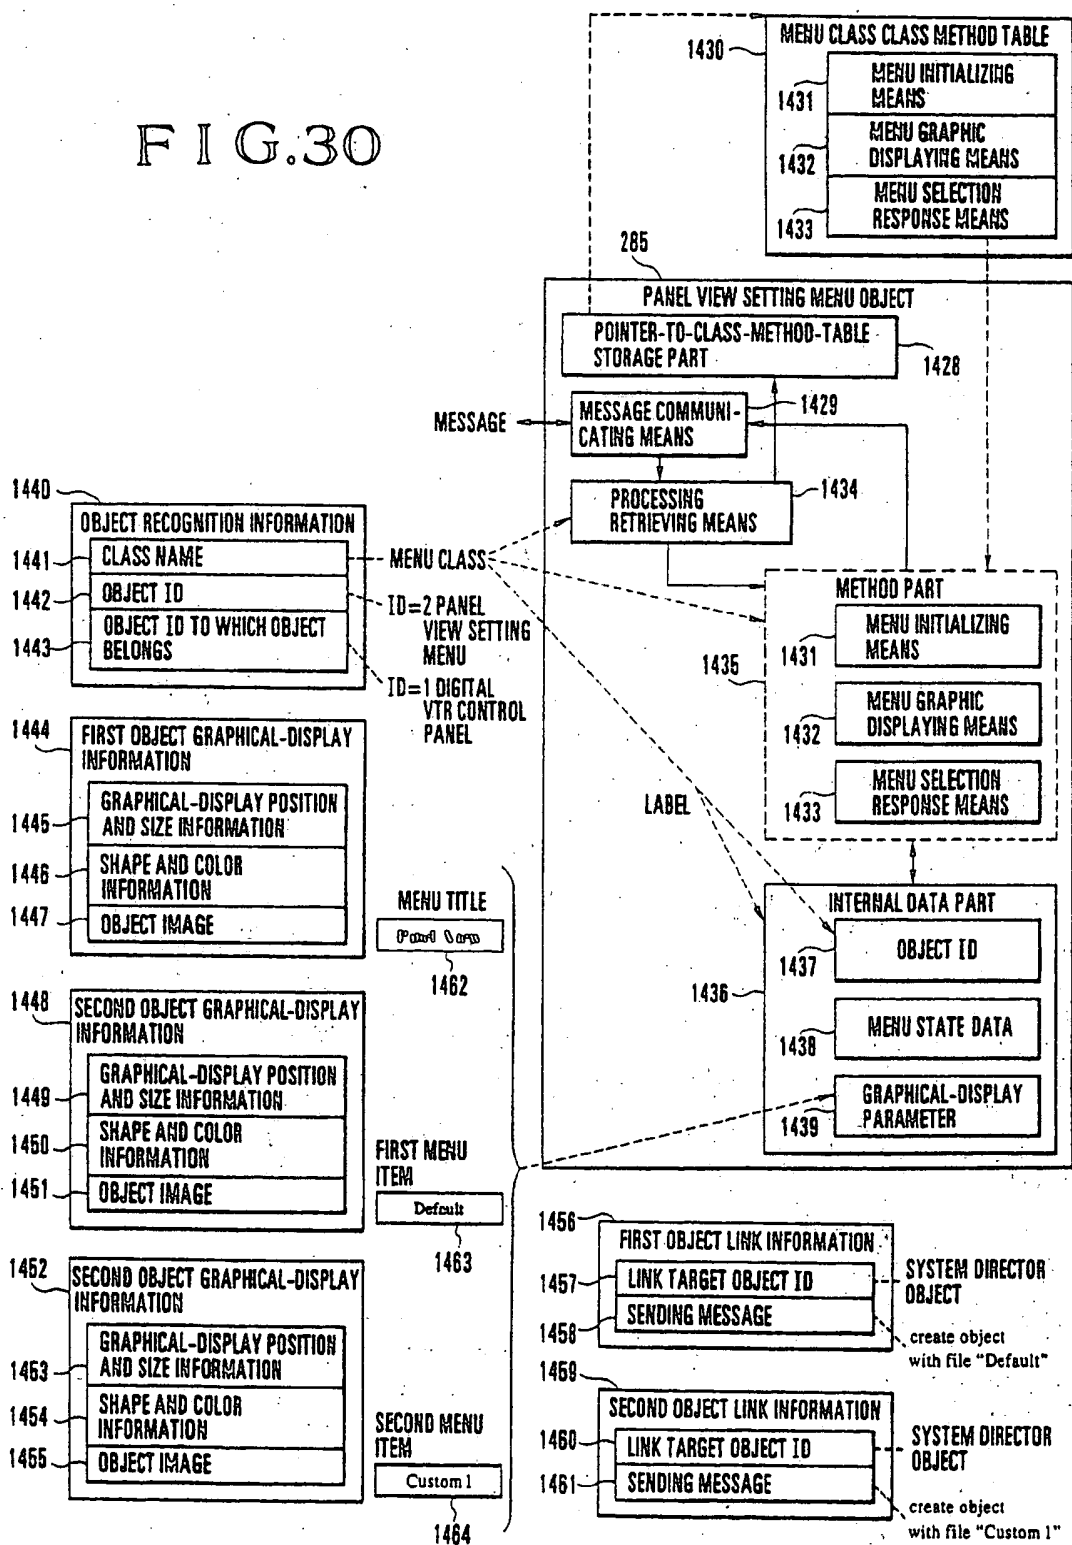 FIG.30
1430
MENU CLASS CLASS METHOD TABLE
1431
MENU INITIALIZING
MEANS
1432
MENU GRAPHIC
DISPLAYING MEANS
1433
MENU SELECTION
RESPONSE MEANS
285
PANEL VIEW SETTING MENU OBJECT
POINTER-TO-CLASS-METHOD-TABLE
STORAGE PART
1428
MESSAGE
MESSAGE COMMUNI-
CATING MEANS
1429
PROCESSING
RETRIEVING MEANS
1434
1440
OBJECT RECOGNITION INFORMATION
1441
CLASS NAME
MENU CLASS
1442
OBJECT ID
ID=2 PANEL
VIEW SETTING
MENU
1443
OBJECT ID TO WHICH OBJECT
BELONGS
ID=1 DIGITAL
VTR CONTROL
PANEL
METHOD PART
1435
1431
MENU INITIALIZING
MEANS
1432
MENU GRAPHIC
DISPLAYING MEANS
1433
MENU SELECTION
RESPONSE MEANS
LABEL
1444
FIRST OBJECT GRAPHICAL-DISPLAY
INFORMATION
1445
GRAPHICAL-DISPLAY POSITION
AND SIZE INFORMATION
1446
SHAPE AND COLOR
INFORMATION
1447
OBJECT IMAGE
MENU TITLE
Panel View
1462
INTERNAL DATA PART
1436
1437
OBJECT ID
1438
MENU STATE DATA
1439
GRAPHICAL-DISPLAY
PARAMETER
1448
SECOND OBJECT GRAPHICAL-DISPLAY
INFORMATION
1449
GRAPHICAL-DISPLAY POSITION
AND SIZE INFORMATION
1450
SHAPE AND COLOR
INFORMATION
1451
OBJECT IMAGE
FIRST MENU
ITEM
Default
1463
1452
SECOND OBJECT GRAPHICAL-DISPLAY
INFORMATION
1453
GRAPHICAL-DISPLAY POSITION
AND SIZE INFORMATION
1454
SHAPE AND COLOR
INFORMATION
1455
OBJECT IMAGE
SECOND MENU
ITEM
Custom 1
1464
1456
FIRST OBJECT LINK INFORMATION
1457
LINK TARGET OBJECT ID
SYSTEM DIRECTOR
OBJECT
1458
SENDING MESSAGE
create object
with file "Default"
1459
SECOND OBJECT LINK INFORMATION
1460
LINK TARGET OBJECT ID
SYSTEM DIRECTOR
OBJECT
1461
SENDING MESSAGE
create object
with file "Custom 1"